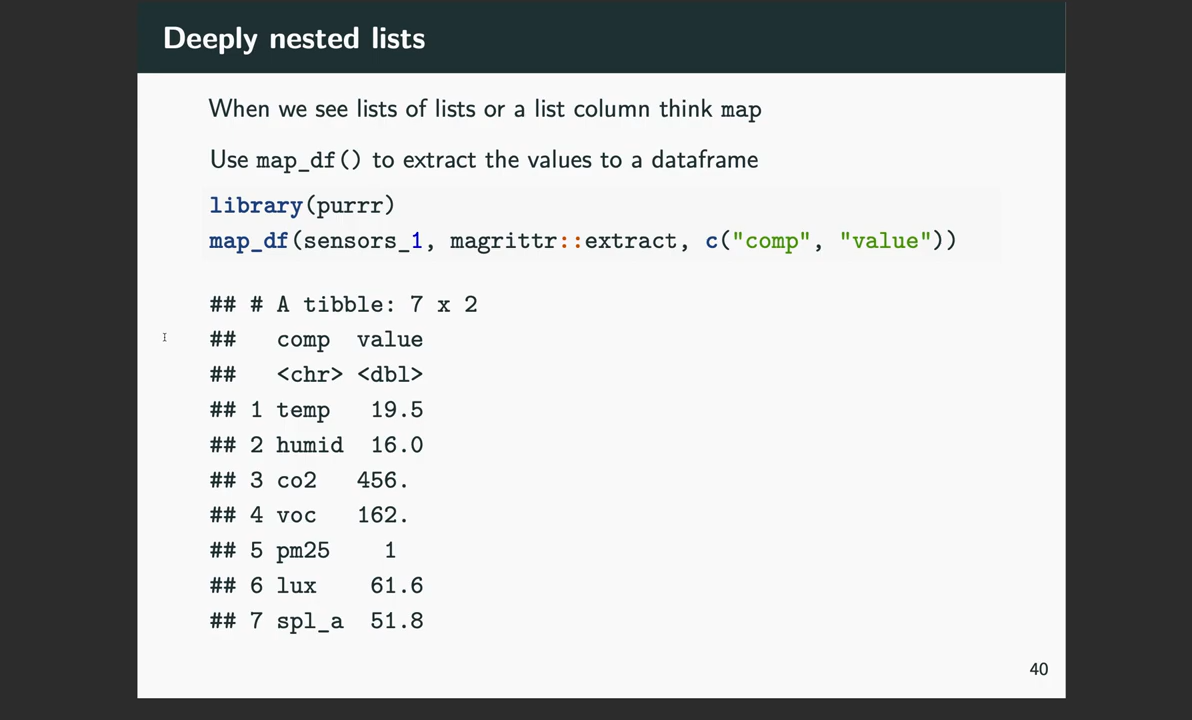 Deeply nested lists
When we see lists of lists or a list column think map
Use map_df() to extract the values to a dataframe
library(purrr)
map_df(sensors_1, magrittr::extract, c("comp", "value"))
## # A tibble: 7 x 2
##   comp  value
##   <chr> <dbl>
## 1 temp   19.5
## 2 humid  16.0
## 3 co2   456.
## 4 voc   162.
## 5 pm25    1
## 6 lux    61.6
## 7 spl_a  51.8
40